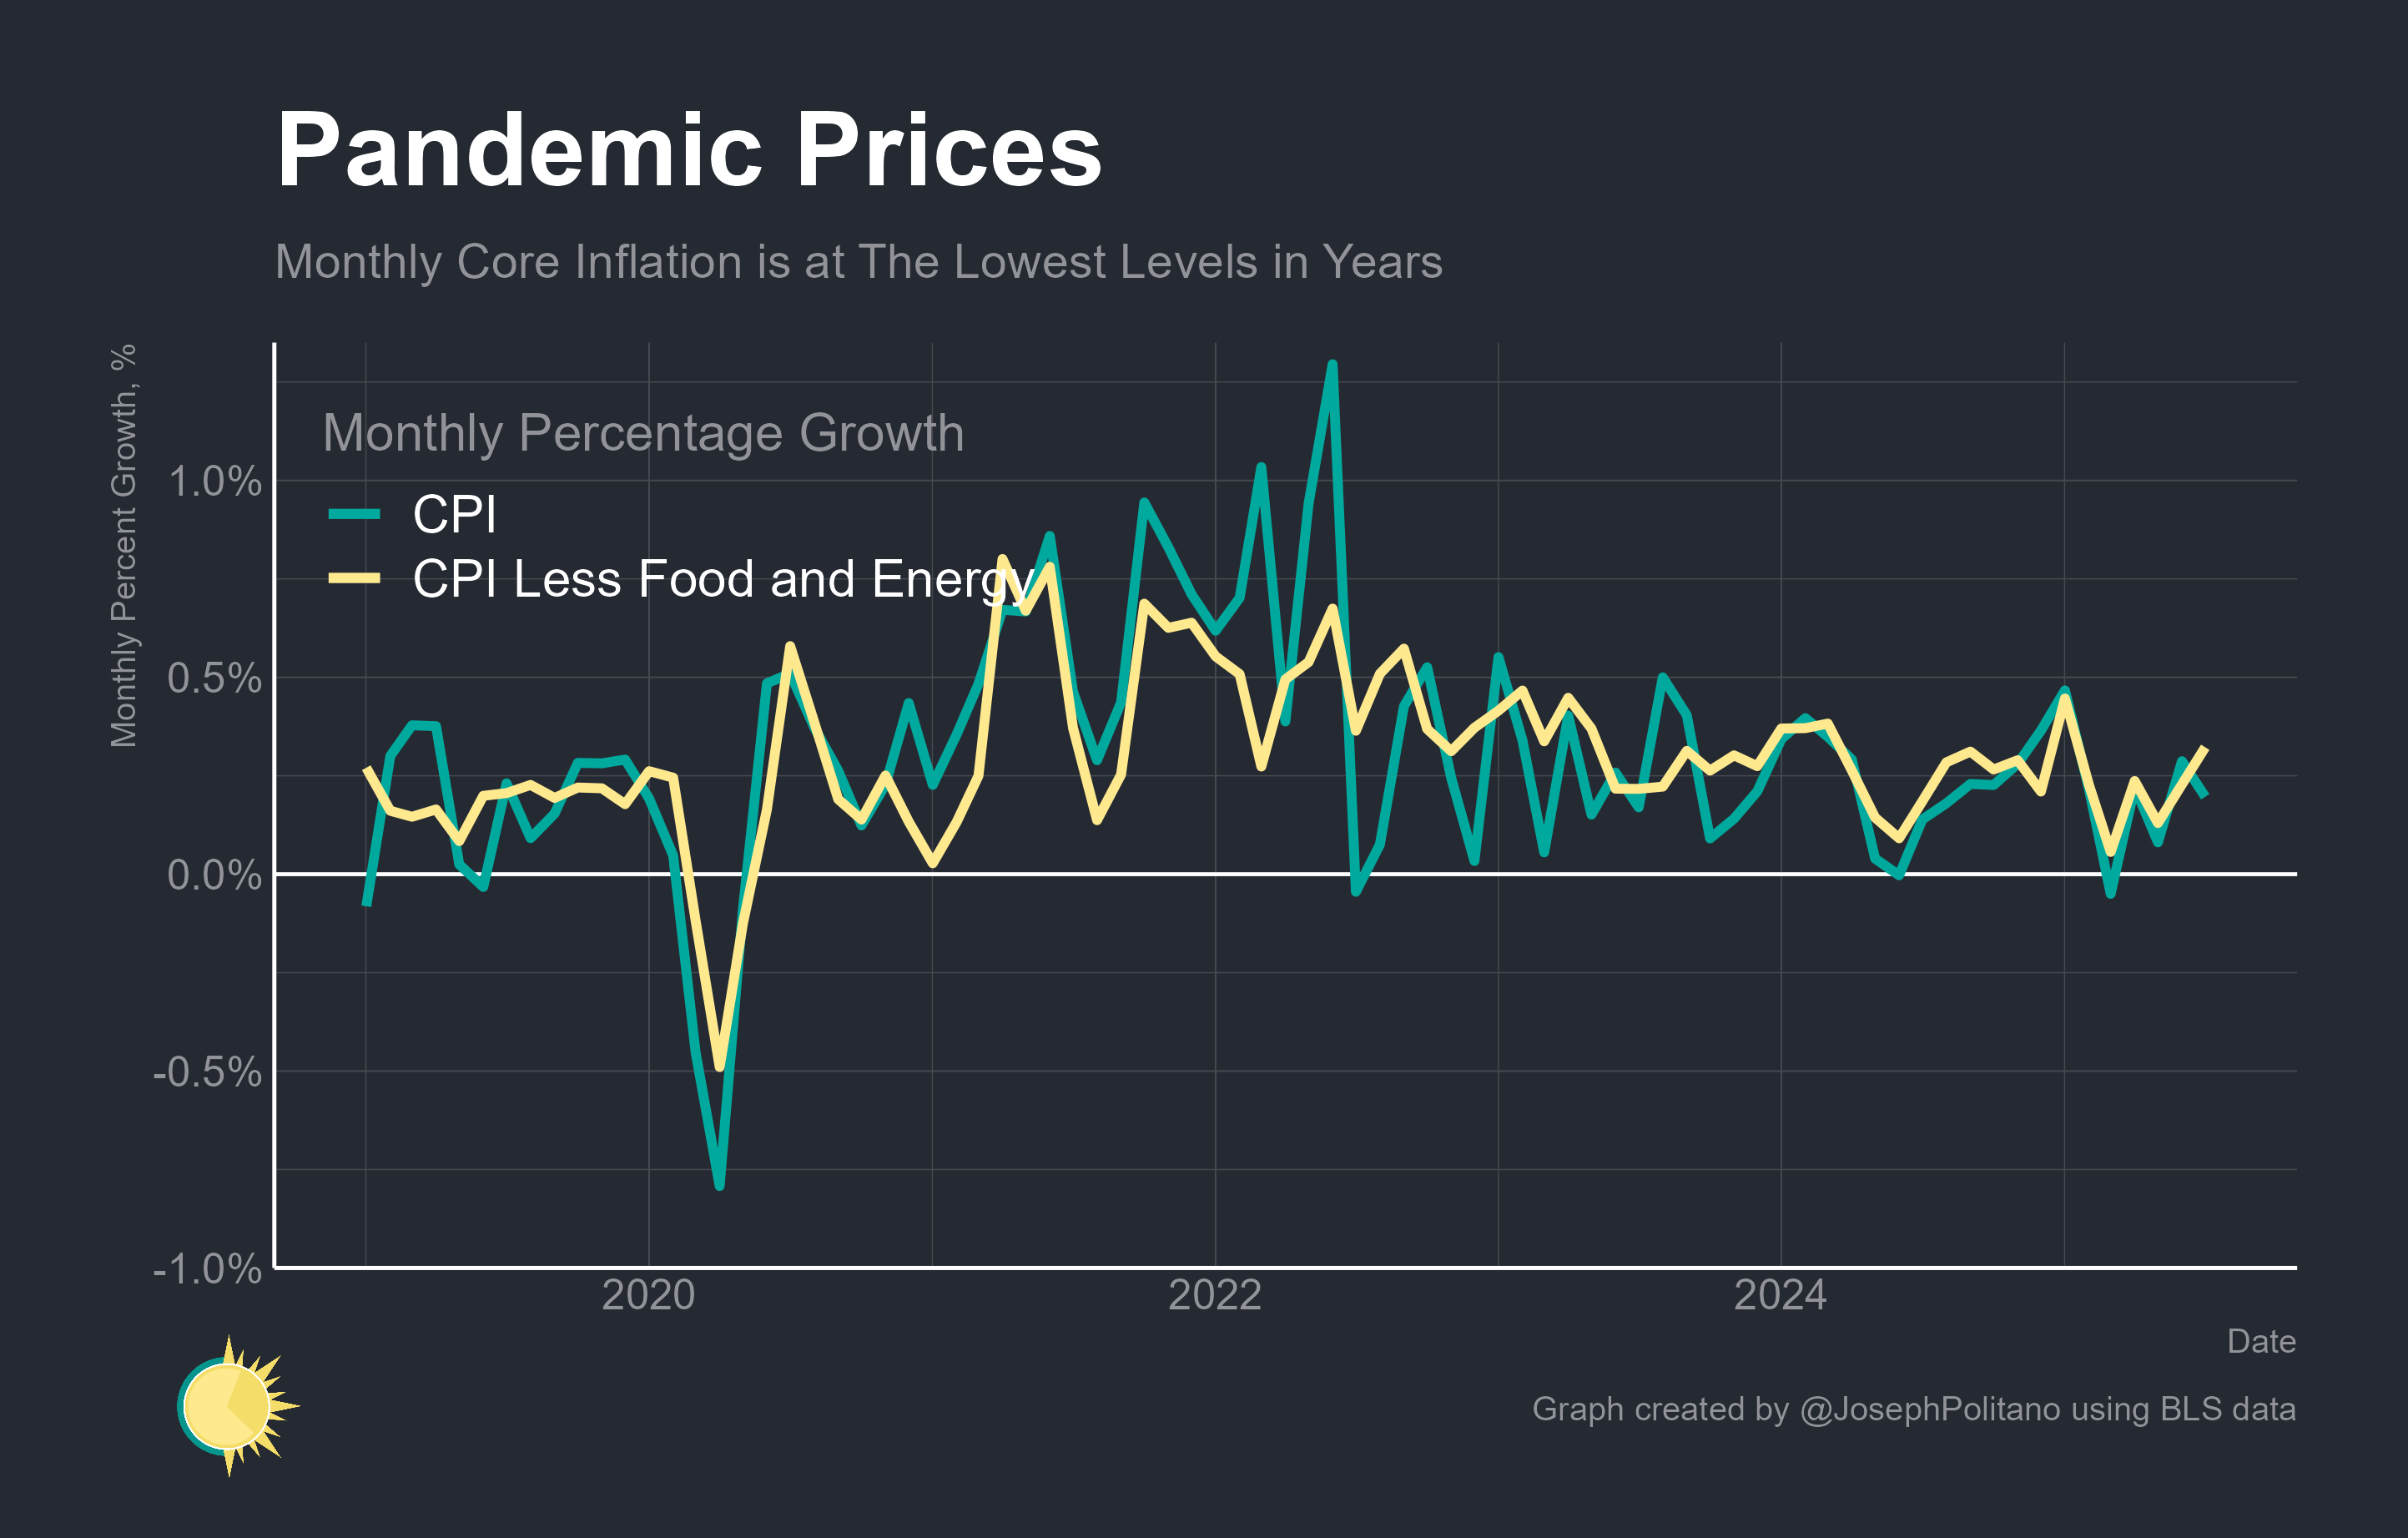 Pandemic Prices
Monthly Core Inflation is at The Lowest Levels in Years
Monthly Percent Growth, %
Monthly Percentage Growth
CPI
CPI Less Food and Energy
1.0%
0.5%
0.0%
-0.5%
-1.0%
2020
2022
2024
Date
Graph created by @JosephPolitano using BLS data